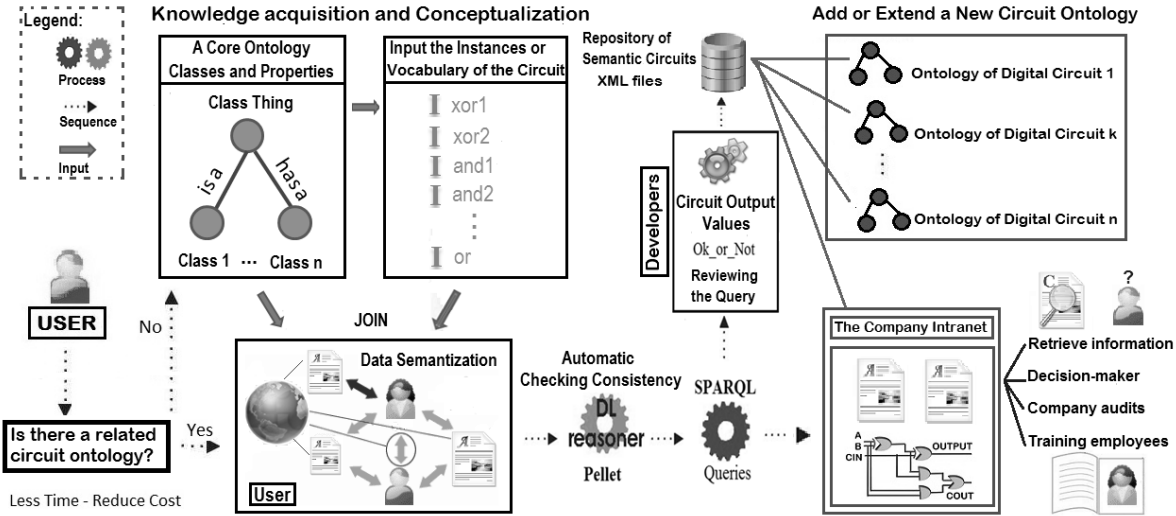 Legend:
Process
Sequence
Input
Knowledge acquisition and Conceptualization
A Core Ontology
Classes and Properties
Class Thing
is a
has a
Class 1 ... Class n
Input the Instances or
Vocabulary of the Circuit
xor1
xor2
and1
and2
or
USER
No
Is there a related
circuit ontology?
Yes
Less Time - Reduce Cost
JOIN
Data Semantization
User
Automatic
Checking Consistency
DL
reasoner
Pellet
SPARQL
Queries
Developers
Circuit Output
Values
Ok_or_Not
Reviewing
the Query
Repository of
Semantic Circuits
XML files
Add or Extend a New Circuit Ontology
Ontology of Digital Circuit 1
Ontology of Digital Circuit k
Ontology of Digital Circuit n
The Company Intranet
A
B
CIN
OUTPUT
COUT
C
?
Retrieve information
Decision-maker
Company audits
Training employees